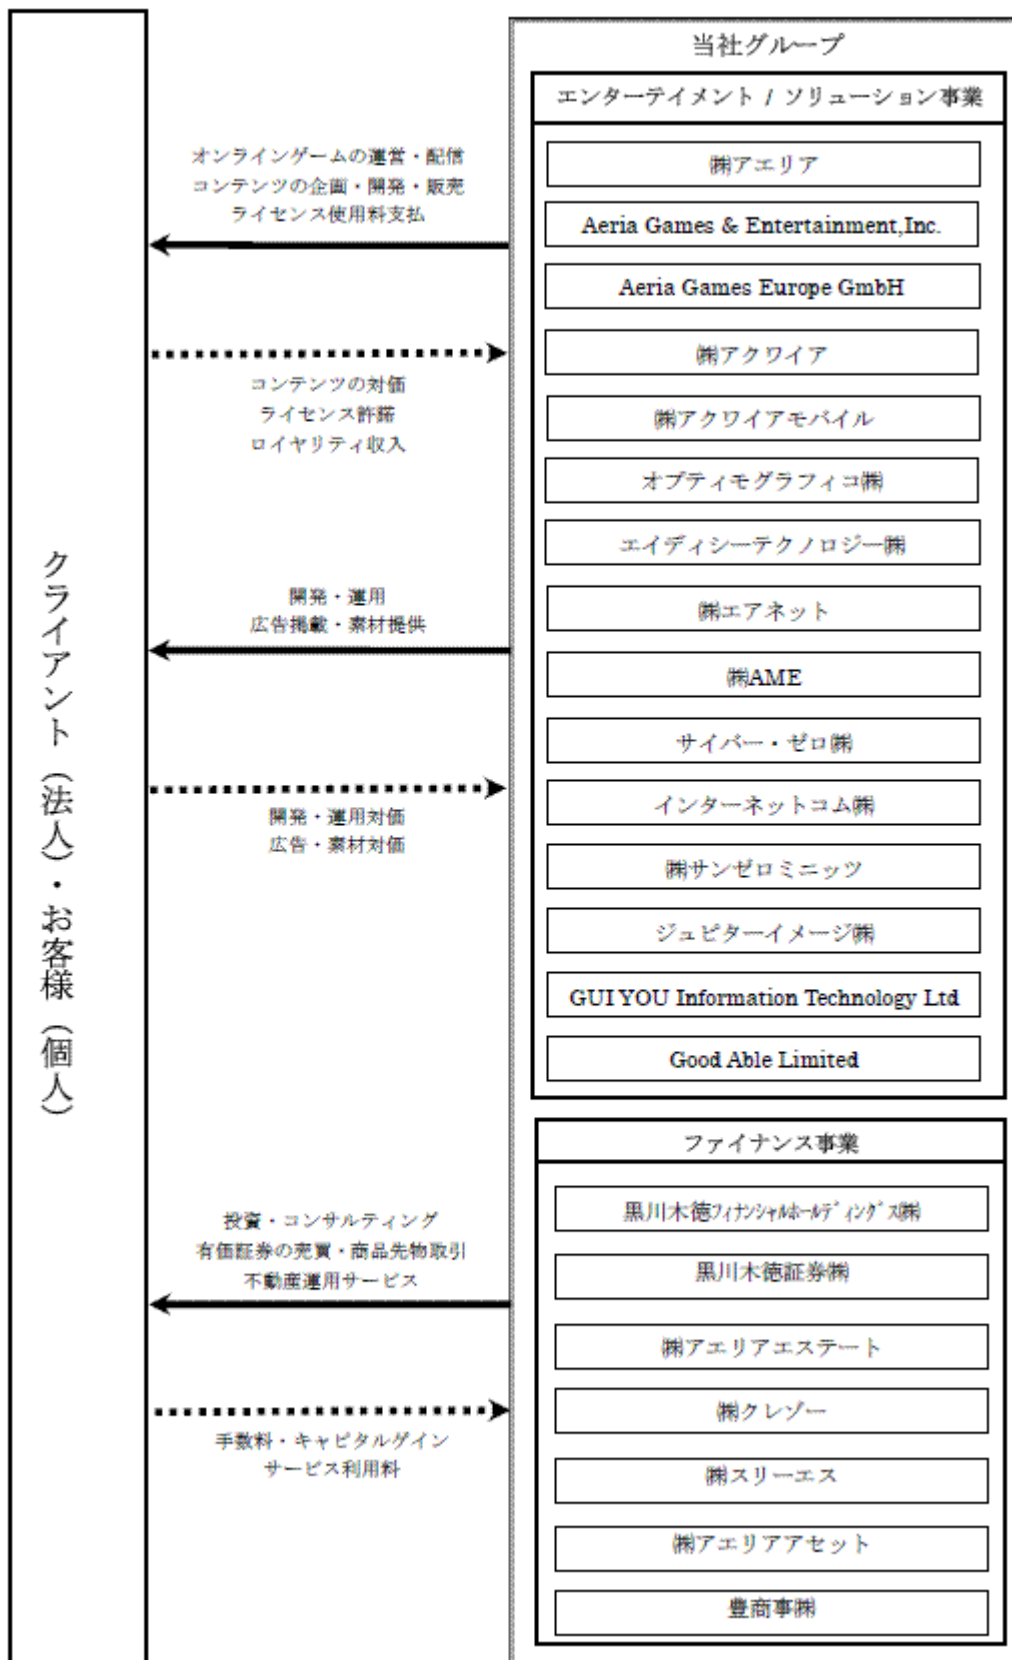 当社グループ
エンターテイメント / ソリューション事業
オンラインゲームの運営・配信
コンテンツの企画・開発・販売
ライセンス使用料支払
コンテンツの対価
ライセンス許諾
ロイヤリティ収入
開発・運用
広告掲載・素材提供
開発・運用対価
広告・素材対価
クライアント（法人）・お客様（個人）
㈱アエリア
Aeria Games & Entertainment,Inc.
Aeria Games Europe GmbH
㈱アクワイア
㈱アクワイアモバイル
オプティモグラフィコ㈱
エイディシーテクノロジー㈱
㈱エアネット
㈱AME
サイバー・ゼロ㈱
インターネットコム㈱
㈱サンゼロミニッツ
ジュピターイメージ㈱
GUI YOU Information Technology Ltd
Good Able Limited
ファイナンス事業
投資・コンサルティング
有価証券の売買・商品先物取引
不動産運用サービス
手数料・キャピタルゲイン
サービス利用料
黒川木徳ﾌｨﾅﾝｼｬﾙﾎｰﾙﾃﾞｨﾝｸﾞｽ㈱
黒川木徳証券㈱
㈱アエリアエステート
㈱クレゾー
㈱スリーエス
㈱アエリアアセット
豊商事㈱